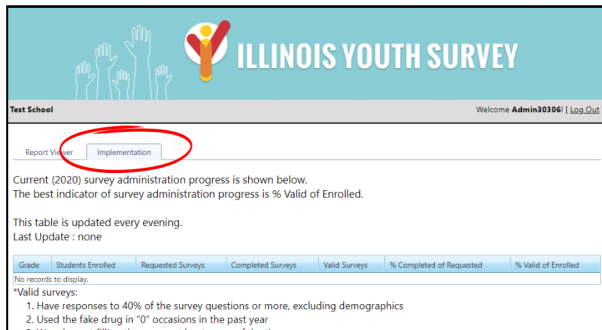 ILLINOIS YOUTH SURVEY
Test School
Welcome Admin30306! [ Log Out
Report Viewer
Implementation
Current (2020) survey administration progress is shown below.
The best indicator of survey administration progress is % Valid of Enrolled.
This table is updated every evening.
Last Update : none
Grade Students Enrolled Requested Surveys Completed Surveys Valid Surveys % Completed of Requested % Valid of Enrolled
No records to display.
*Valid surveys:
1. Have responses to 40% of the survey questions or more, excluding demographics
2. Used the fake drug in "0" occasions in the past year